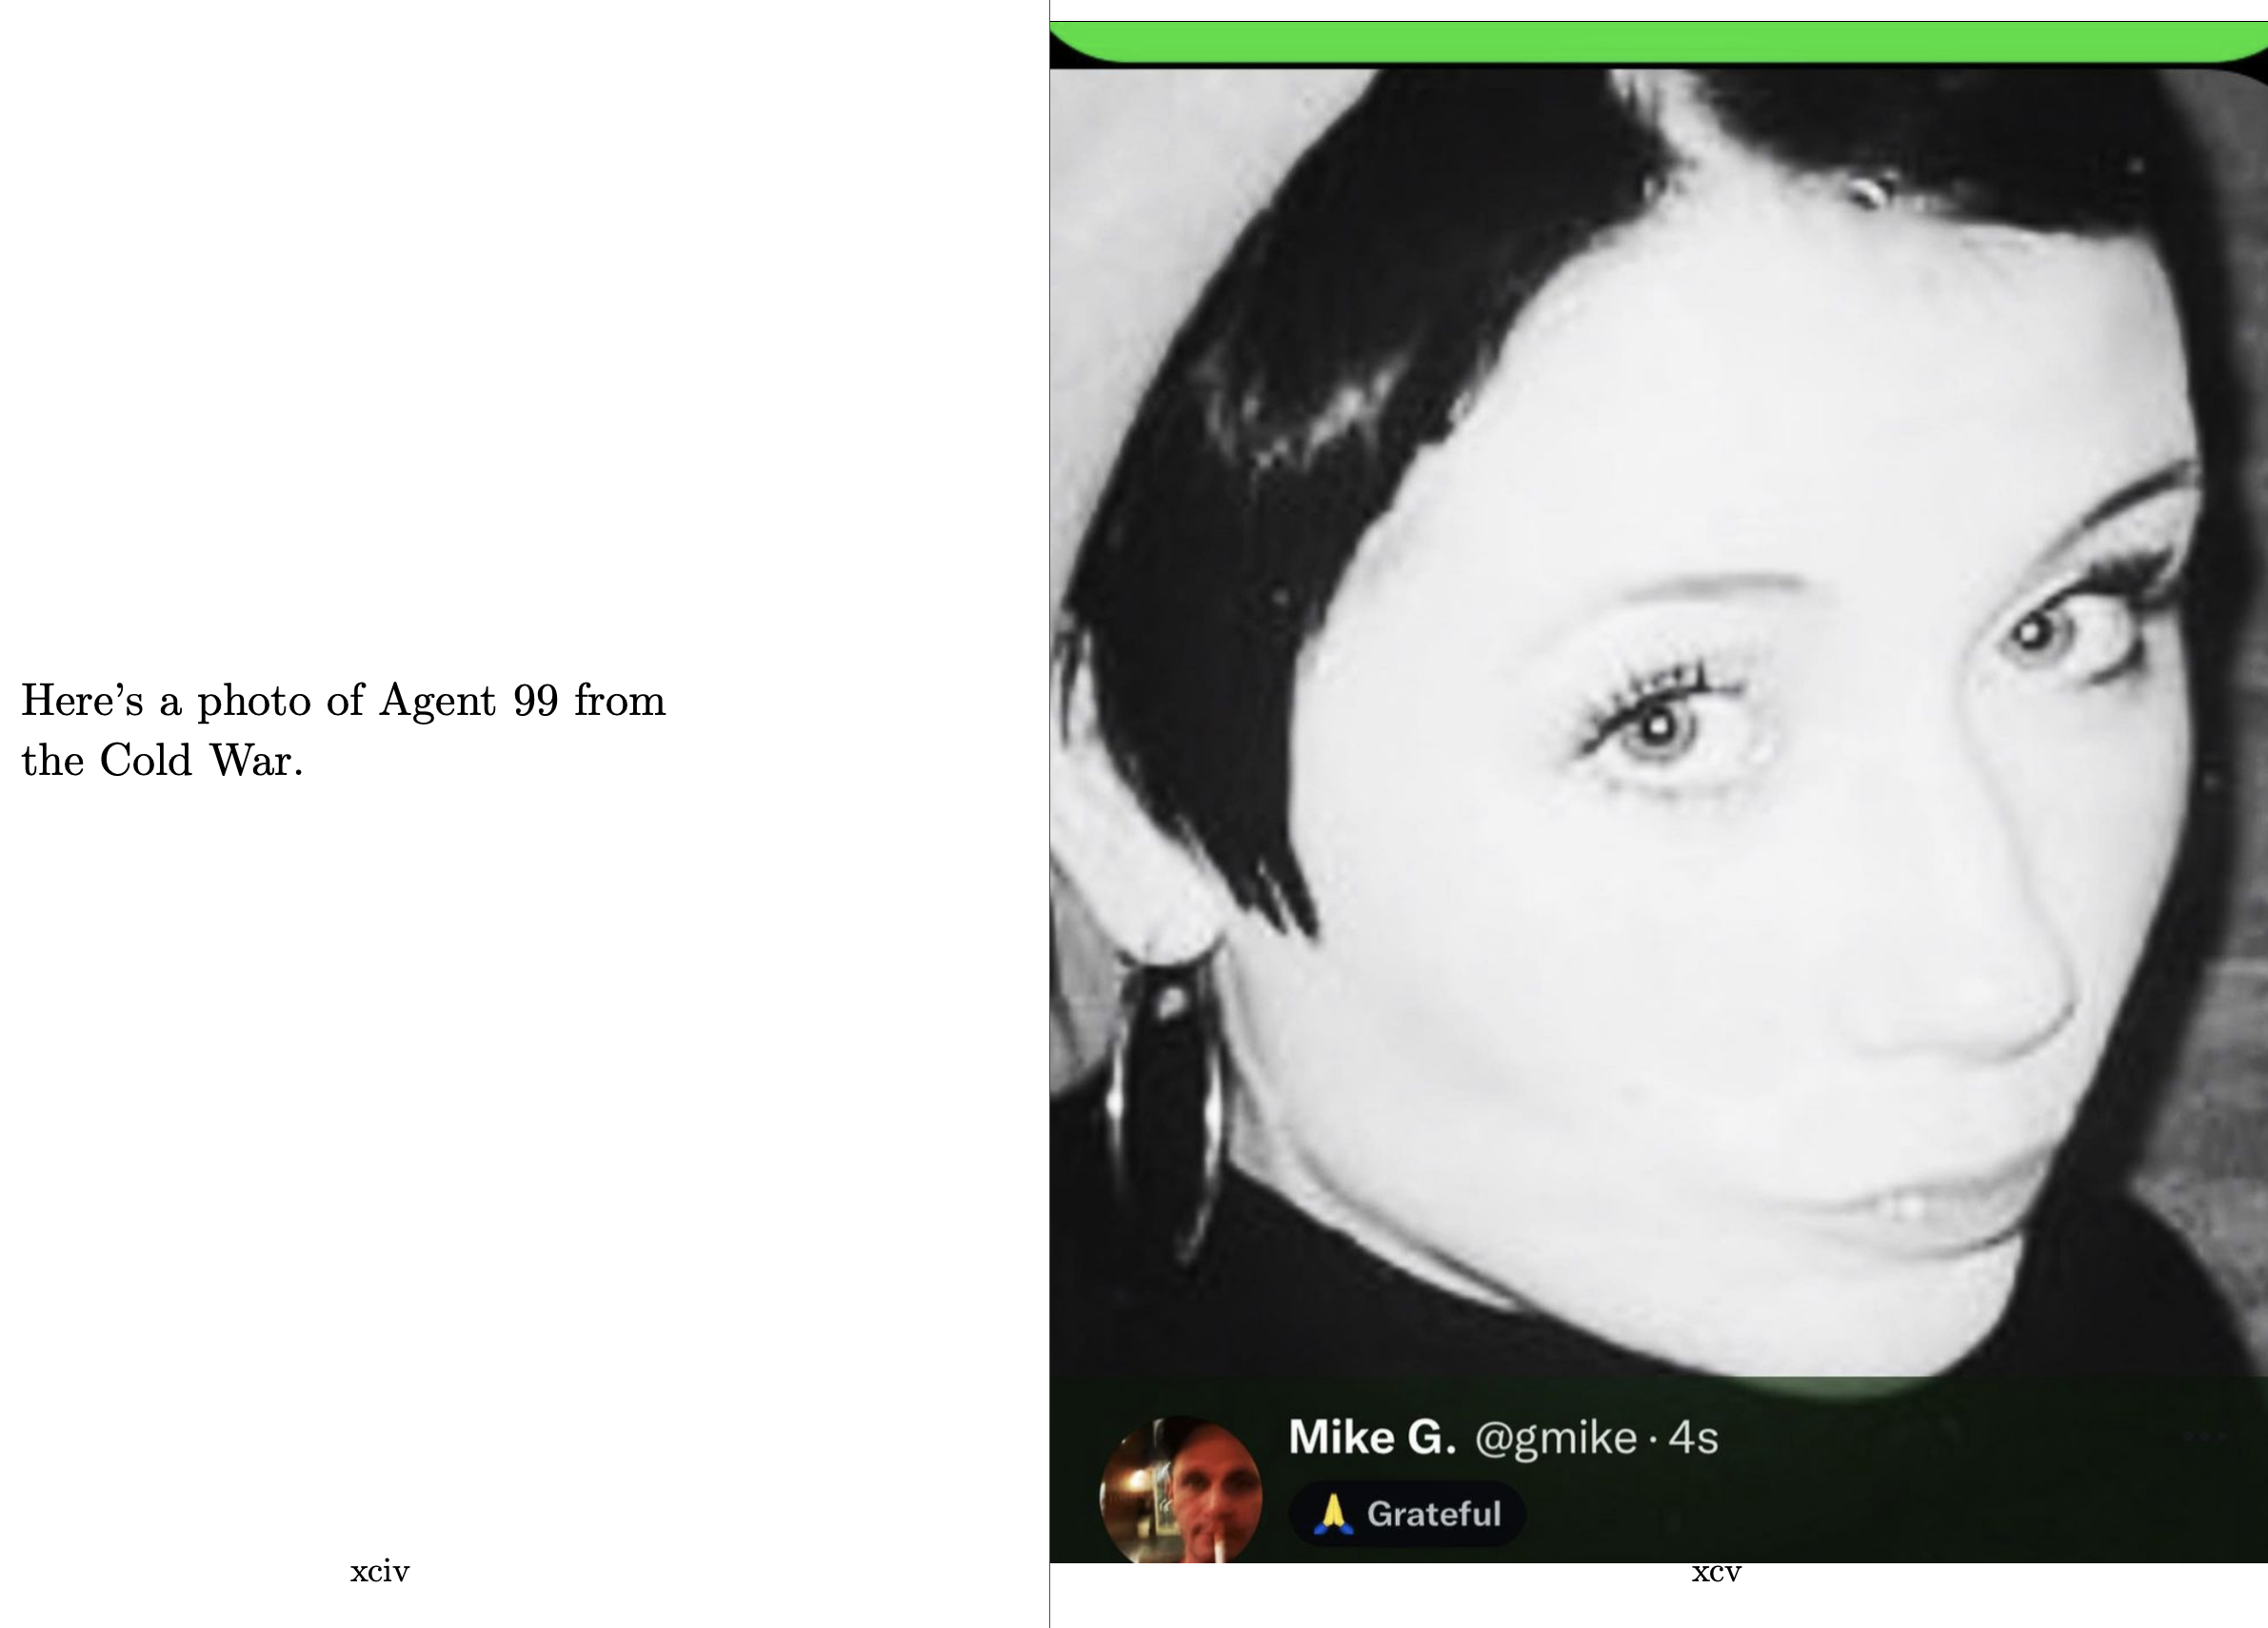 Here’s a photo of Agent 99 from
the Cold War.
xciv
Mike G. @gmike · 4s
🙏 Grateful
xcv